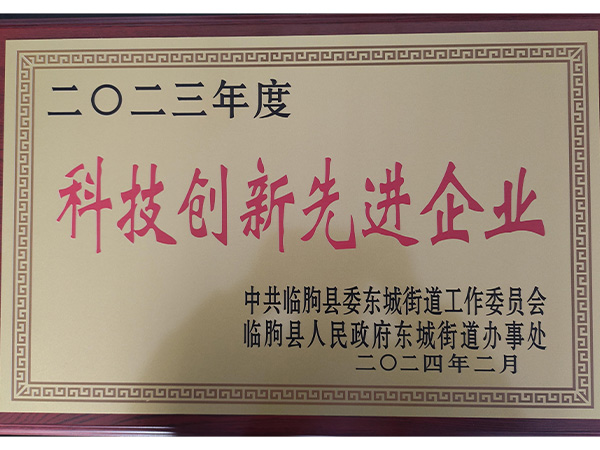 二〇二三年度
科技创新先进企业
中共临朐县委东城街道工作委员会
临朐县人民政府东城街道办事处
二〇二四年二月